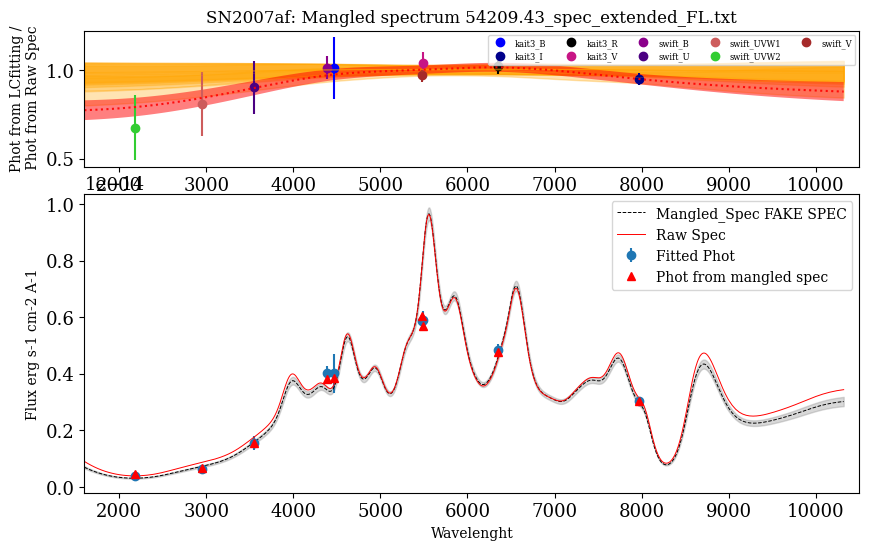 SN2007af: Mangled spectrum 54209.43_spec_extended_FL.txt
Phot from LCfitting /
Phot from Raw Spec
1.0
0.5
kait3_B kait3_R swift_B swift_UVW1 swift_V
kait3_I kait3_V swift_U swift_UVW2
2000 3000 4000 5000 6000 7000 8000 9000 10000
1e−14
Flux erg s-1 cm-2 A-1
1.0
0.8
0.6
0.4
0.2
0.0
Mangled_Spec FAKE SPEC
Raw Spec
Fitted Phot
Phot from mangled spec
2000 3000 4000 5000 6000 7000 8000 9000 10000
Wavelenght